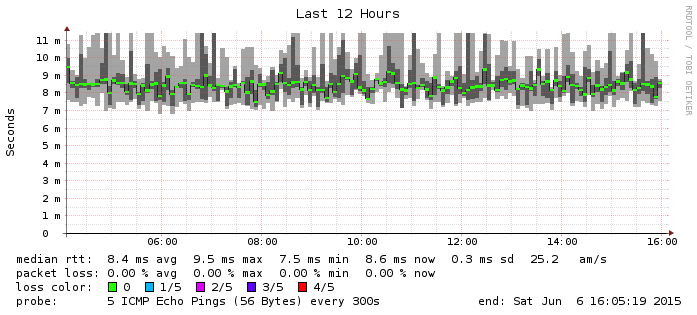 Last 12 Hours
RRDTOOL / TOBI OETIKER
Seconds
11 m
10 m
9 m
8 m
7 m
6 m
5 m
4 m
3 m
2 m
1 m
0
06:00 08:00 10:00 12:00 14:00 16:00
median rtt: 8.4 ms avg 9.5 ms max 7.5 ms min 8.6 ms now 0.3 ms sd 25.2 am/s
packet loss: 0.00 % avg 0.00 % max 0.00 % min 0.00 % now
loss color: 0 1/5 2/5 3/5 4/5
probe: 5 ICMP Echo Pings (56 Bytes) every 300s end: Sat Jun 6 16:05:19 2015